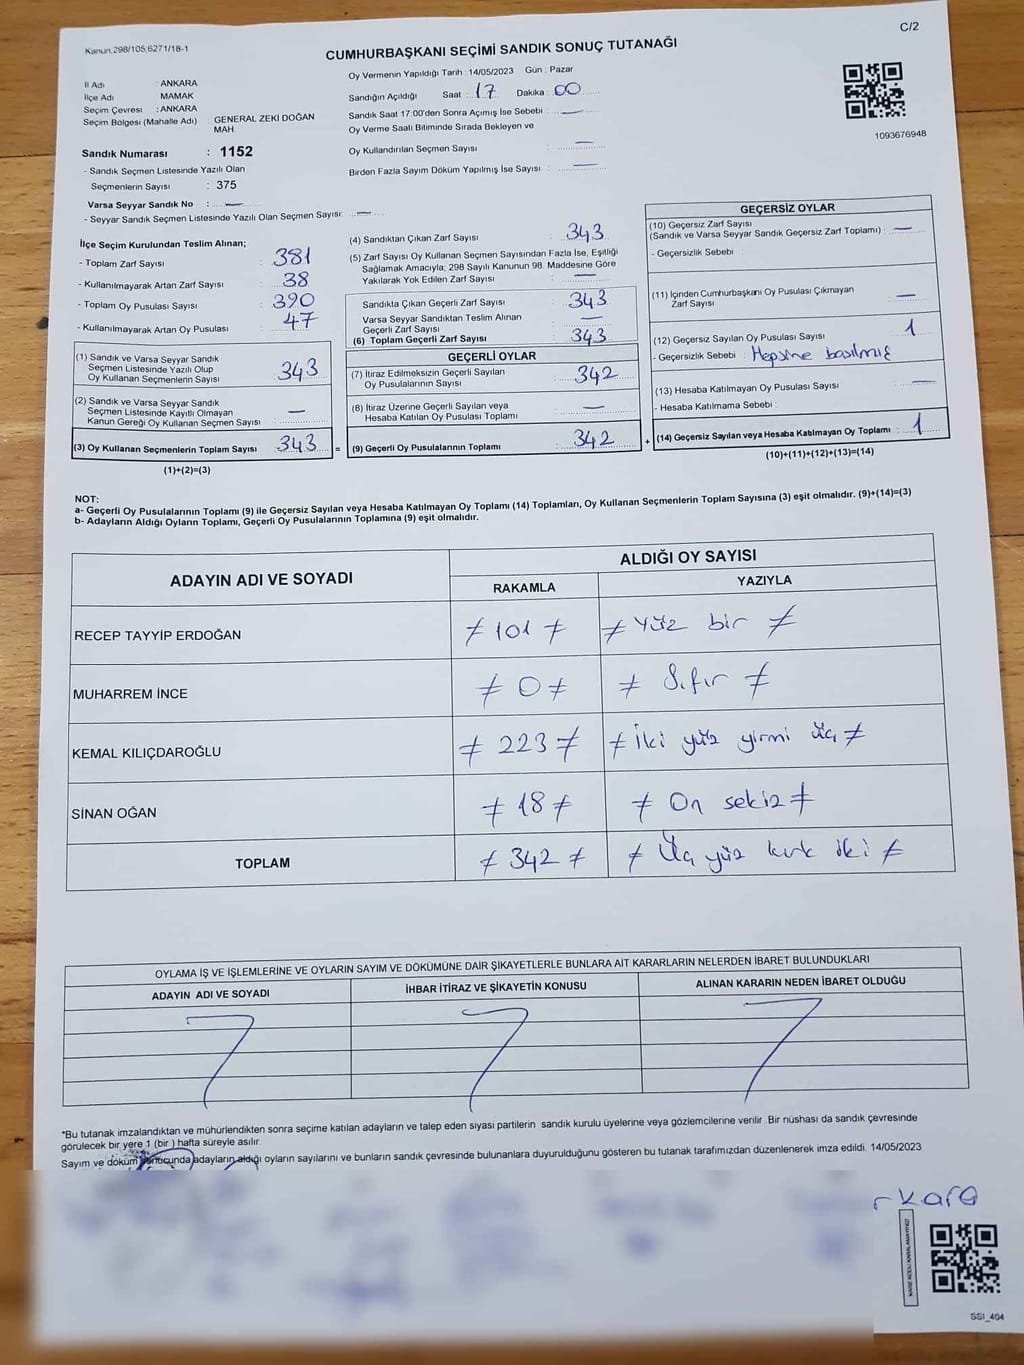 Kanun:298/105;6271/18-1
C/2
CUMHURBAŞKANI SEÇİMİ SANDIK SONUÇ TUTANAĞI
İl Adı : ANKARA
İlçe Adı : MAMAK
Seçim Çevresi : ANKARA
Seçim Bölgesi (Mahalle Adı) GENERAL ZEKİ DOĞAN MAH
Sandık Numarası : 1152
- Sandık Seçmen Listesinde Yazılı Olan
Seçmenlerin Sayısı : 375
Varsa Seyyar Sandık No : —
- Seyyar Sandık Seçmen Listesinde Yazılı Olan Seçmen Sayısı: —
Oy Vermenin Yapıldığı Tarih : 14/05/2023 Gün : Pazar
Sandığın Açıldığı Saat : 17 Dakika : 00
Sandık Saat 17:00'den Sonra Açımış İse Sebebi : —
Oy Verme Saati Bitiminde Sırada Bekleyen ve
Oy Kullandırılan Seçmen Sayısı : —
Birden Fazla Sayım Döküm Yapılmış İse Sayısı : —
1093676948
İlçe Seçim Kurulundan Teslim Alınan;
- Toplam Zarf Sayısı : 381
- Kullanılmayarak Artan Zarf Sayısı : 38
- Toplam Oy Pusulası Sayısı : 390
- Kullanılmayarak Artan Oy Pusulası : 47
(1) Sandık ve Varsa Seyyar Sandık
Seçmen Listesinde Yazılı Olup
Oy Kullanan Seçmenlerin Sayısı : 343
(2) Sandık ve Varsa Seyyar Sandık
Seçmen Listesinde Kayıtlı Olmayan
Kanun Gereği Oy Kullanan Seçmen Sayısı : —
(3) Oy Kullanan Seçmenlerin Toplam Sayısı : 343 =
(1)+(2)=(3)
(4) Sandıktan Çıkan Zarf Sayısı : 343
(5) Zarf Sayısı Oy Kullanan Seçmen Sayısından Fazla İse, Eşitliği
Sağlamak Amacıyla; 298 Sayılı Kanunun 98. Maddesine Göre
Yakılarak Yok Edilen Zarf Sayısı : —
Sandıkta Çıkan Geçerli Zarf Sayısı : 343
Varsa Seyyar Sandıktan Teslim Alınan
Geçerli Zarf Sayısı : —
(6) Toplam Geçerli Zarf Sayısı : 343
GEÇERLİ OYLAR
(7) İtiraz Edilmeksizin Geçerli Sayılan
Oy Pusulalarının Sayısı : 342
(8) İtiraz Üzerine Geçerli Sayılan veya
Hesaba Katılan Oy Pusulası Toplamı : —
(9) Geçerli Oy Pusulalarının Toplamı : 342 +
GEÇERSİZ OYLAR
(10) Geçersiz Zarf Sayısı
(Sandık ve Varsa Seyyar Sandık Geçersiz Zarf Toplamı) : —
- Geçersizlik Sebebi :
(11) İçinden Cumhurbaşkanı Oy Pusulası Çıkmayan
Zarf Sayısı : —
(12) Geçersiz Sayılan Oy Pusulası Sayısı : 1
- Geçersizlik Sebebi : Hepsine basılmış
(13) Hesaba Katılmayan Oy Pusulası Sayısı : —
- Hesaba Katılmama Sebebi :
(14) Geçersiz Sayılan veya Hesaba Katılmayan Oy Toplamı : 1
(10)+(11)+(12)+(13)=(14)
NOT:
a- Geçerli Oy Pusulalarının Toplamı (9) ile Geçersiz Sayılan veya Hesaba Katılmayan Oy Toplamı (14) Toplamları, Oy Kullanan Seçmenlerin Toplam Sayısına (3) eşit olmalıdır. (9)+(14)=(3)
b- Adayların Aldığı Oyların Toplamı, Geçerli Oy Pusulalarının Toplamına (9) eşit olmalıdır.
ADAYIN ADI VE SOYADI ALDIĞI OY SAYISI
RAKAMLA YAZIYLA
RECEP TAYYİP ERDOĞAN ≠ 101 ≠ ≠ Yüz bir ≠
MUHARREM İNCE ≠ 0 ≠ ≠ Sıfır ≠
KEMAL KILIÇDAROĞLU ≠ 223 ≠ ≠ İki yüz yirmi üç ≠
SİNAN OĞAN ≠ 18 ≠ ≠ On sekiz ≠
TOPLAM ≠ 342 ≠ ≠ Üç yüz kırk iki ≠
OYLAMA İŞ VE İŞLEMLERİNE VE OYLARIN SAYIM VE DÖKÜMÜNE DAİR ŞİKAYETLERLE BUNLARA AİT KARARLARIN NELERDEN İBARET BULUNDUKLARI
ADAYIN ADI VE SOYADI İHBAR İTİRAZ VE ŞİKAYETİN KONUSU ALINAN KARARIN NEDEN İBARET OLDUĞU
*Bu tutanak imzalandıktan ve mühürlendikten sonra seçime katılan adayların ve talep eden siyasi partilerin sandık kurulu üyelerine veya gözlemcilerine verilir. Bir nüshası da sandık çevresinde
görülecek bir yere 1 (bir ) hafta süreyle asılır.
Sayım ve döküm sonucunda adayların aldığı oyların sayılarını ve bunların sandık çevresinde bulunanlara duyurulduğunu gösteren bu tutanak tarafımızdan düzenlenerek imza edildi. 14/05/2023
Kara
SSI_404